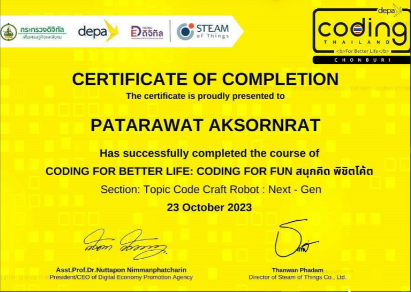 กระทรวงดิจิทัล
เพื่อเศรษฐกิจและสังคม
depa
ดิจิทัล
STEAM
of Things
depa
coding
THAILAND
<b>For Better Life</b>
CHONBURI
CERTIFICATE OF COMPLETION
The certificate is proudly presented to
PATARAWAT AKSORNRAT
Has successfully completed the course of
CODING FOR BETTER LIFE: CODING FOR FUN สนุกคิด พิชิตโค้ด
Section: Topic Code Craft Robot : Next - Gen
23 October 2023
Asst.Prof.Dr.Nuttapon Nimmanphatcharin
President/CEO of Digital Economy Promotion Agency
Thanwan Phadam
Director of Steam of Things Co., Ltd.